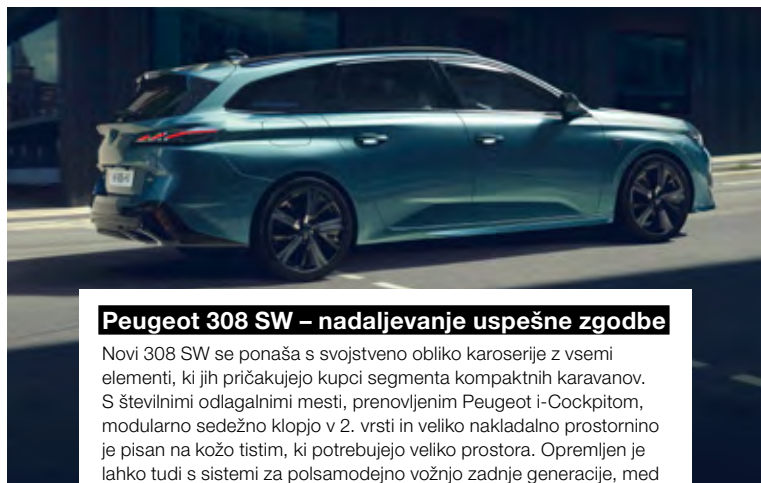 Peugeot 308 SW – nadaljevanje uspešne zgodbe
Novi 308 SW se ponaša s svojstveno obliko karoserije z vsemi
elementi, ki jih pričakujejo kupci segmenta kompaktnih karavanov.
S številnimi odlagalnimi mesti, prenovljenim Peugeot i-Cockpitom,
modularno sedežno klopjo v 2. vrsti in veliko nakladalno prostornino
je pisan na kožo tistim, ki potrebujejo veliko prostora. Opremljen je
lahko tudi s sistemi za polsamodejno vožnjo zadnje generacije, med